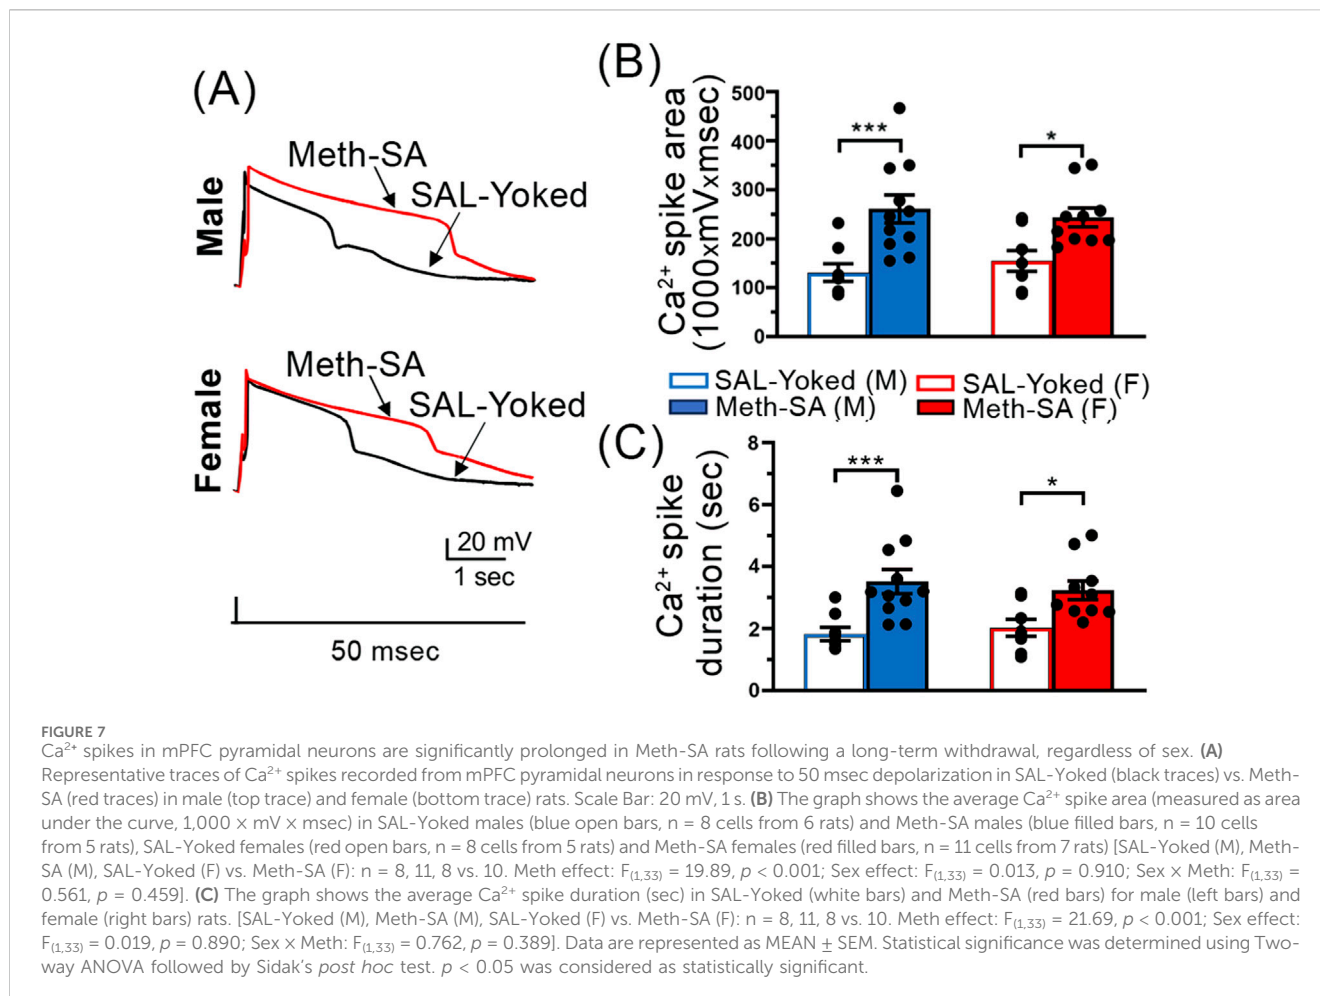 (A)
Male
Meth-SA
SAL-Yoked
Female
Meth-SA
SAL-Yoked
20 mV
1 sec
50 msec
(B)
Ca²⁺ spike area
(1000xmVxmsec)
500
400
300
200
100
0
***
*
SAL-Yoked (M)
SAL-Yoked (F)
Meth-SA (M)
Meth-SA (F)
(C)
Ca²⁺ spike
duration (sec)
8
6
4
2
0
***
*
FIGURE 7
Ca²⁺ spikes in mPFC pyramidal neurons are significantly prolonged in Meth-SA rats following a long-term withdrawal, regardless of sex. (A)
Representative traces of Ca²⁺ spikes recorded from mPFC pyramidal neurons in response to 50 msec depolarization in SAL-Yoked (black traces) vs. Meth-
SA (red traces) in male (top trace) and female (bottom trace) rats. Scale Bar: 20 mV, 1 s. (B) The graph shows the average Ca²⁺ spike area (measured as area
under the curve, 1,000 × mV × msec) in SAL-Yoked males (blue open bars, n = 8 cells from 6 rats) and Meth-SA males (blue filled bars, n = 10 cells
from 5 rats), SAL-Yoked females (red open bars, n = 8 cells from 5 rats) and Meth-SA females (red filled bars, n = 11 cells from 7 rats) [SAL-Yoked (M), Meth-
SA (M), SAL-Yoked (F) vs. Meth-SA (F): n = 8, 11, 8 vs. 10. Meth effect: F(1,33) = 19.89, p < 0.001; Sex effect: F(1,33) = 0.013, p = 0.910; Sex × Meth: F(1,33) =
0.561, p = 0.459]. (C) The graph shows the average Ca²⁺ spike duration (sec) in SAL-Yoked (white bars) and Meth-SA (red bars) for male (left bars) and
female (right bars) rats. [SAL-Yoked (M), Meth-SA (M), SAL-Yoked (F) vs. Meth-SA (F): n = 8, 11, 8 vs. 10. Meth effect: F(1,33) = 21.69, p < 0.001; Sex effect:
F(1,33) = 0.019, p = 0.890; Sex × Meth: F(1,33) = 0.762, p = 0.389]. Data are represented as MEAN ± SEM. Statistical significance was determined using Two-
way ANOVA followed by Sidak's post hoc test. p < 0.05 was considered as statistically significant.